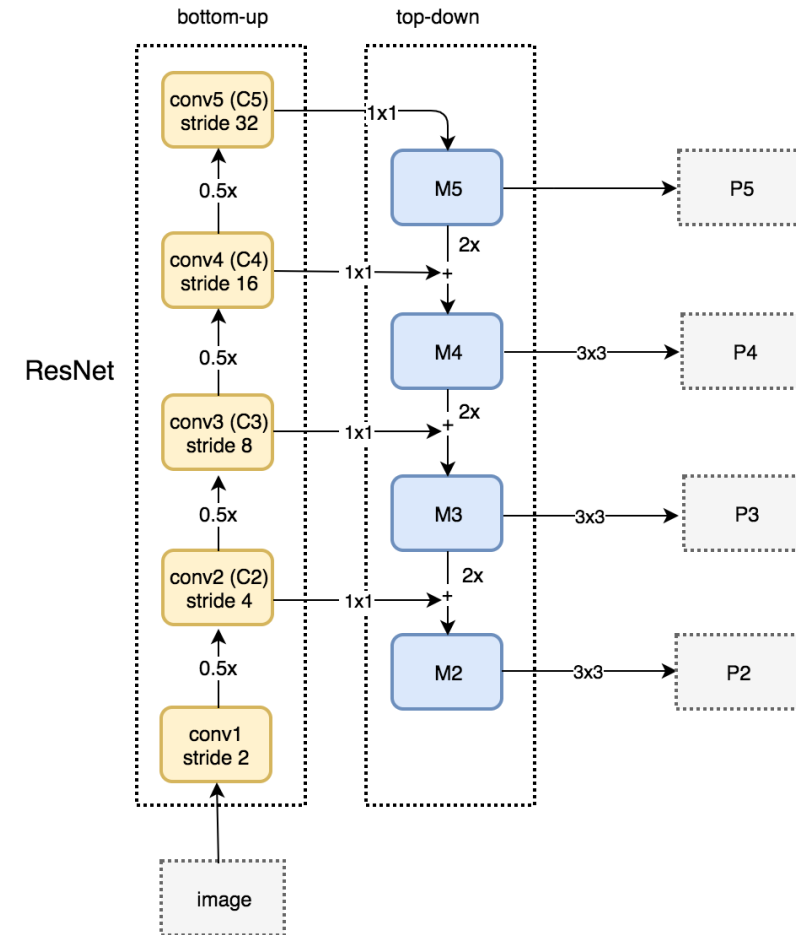 bottom-up
top-down
conv5 (C5)
stride 32
1x1
M5
P5
0.5x
2x
conv4 (C4)
stride 16
1x1
+
M4
3x3
P4
ResNet
0.5x
2x
conv3 (C3)
stride 8
1x1
+
M3
3x3
P3
0.5x
2x
conv2 (C2)
stride 4
1x1
+
M2
3x3
P2
0.5x
conv1
stride 2
image